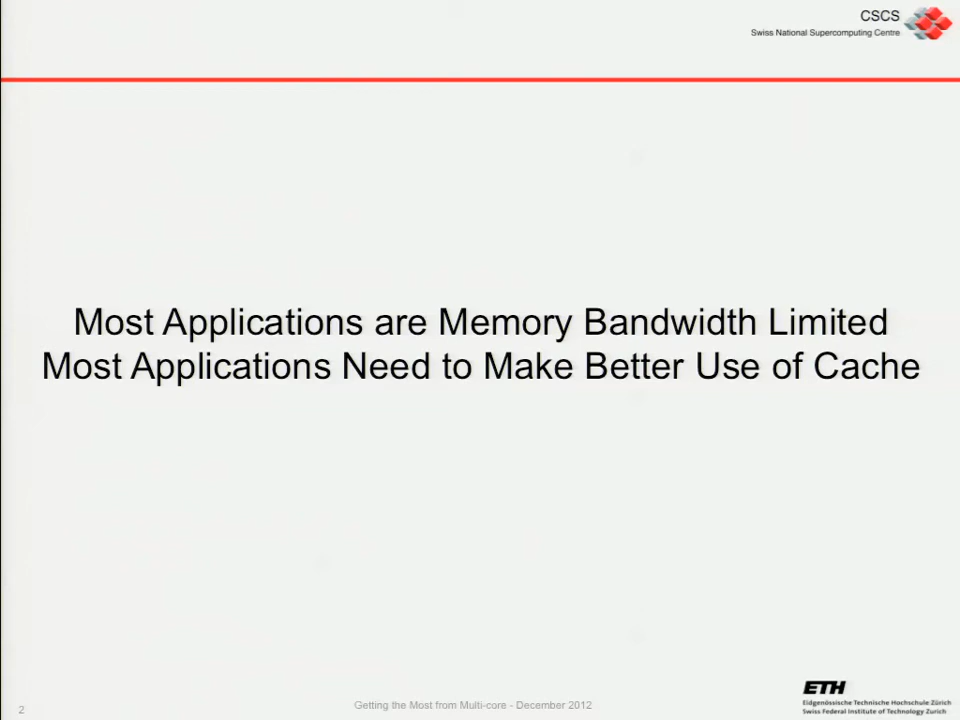 CSCS
Swiss National Supercomputing Centre
Most Applications are Memory Bandwidth Limited
Most Applications Need to Make Better Use of Cache
2
Getting the Most from Multi-core - December 2012
ETH
Eidgenössische Technische Hochschule Zürich
Swiss Federal Institute of Technology Zurich